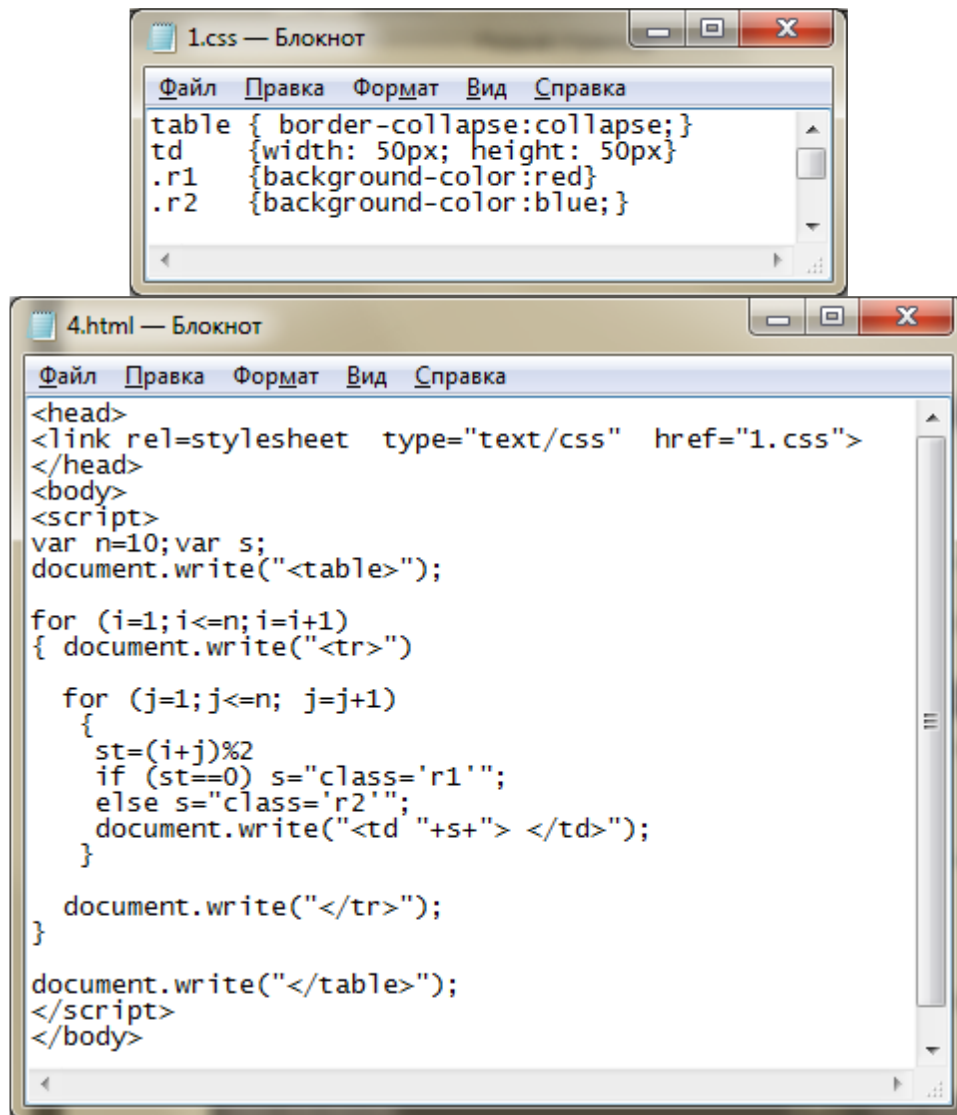 1.css — Блокнот
Файл Правка Формат Вид Справка
table { border-collapse:collapse;}
td    {width: 50px; height: 50px}
.r1   {background-color:red}
.r2   {background-color:blue;}
4.html — Блокнот
Файл Правка Формат Вид Справка
<head>
<link rel=stylesheet  type="text/css"  href="1.css">
</head>
<body>
<script>
var n=10;var s;
document.write("<table>");
for (i=1;i<=n;i=i+1)
{ document.write("<tr>")
  for (j=1;j<=n; j=j+1)
   {
    st=(i+j)%2
    if (st==0) s="class='r1'";
    else s="class='r2'";
    document.write("<td "+s+"> </td>");
   }
  document.write("</tr>");
}
document.write("</table>");
</script>
</body>